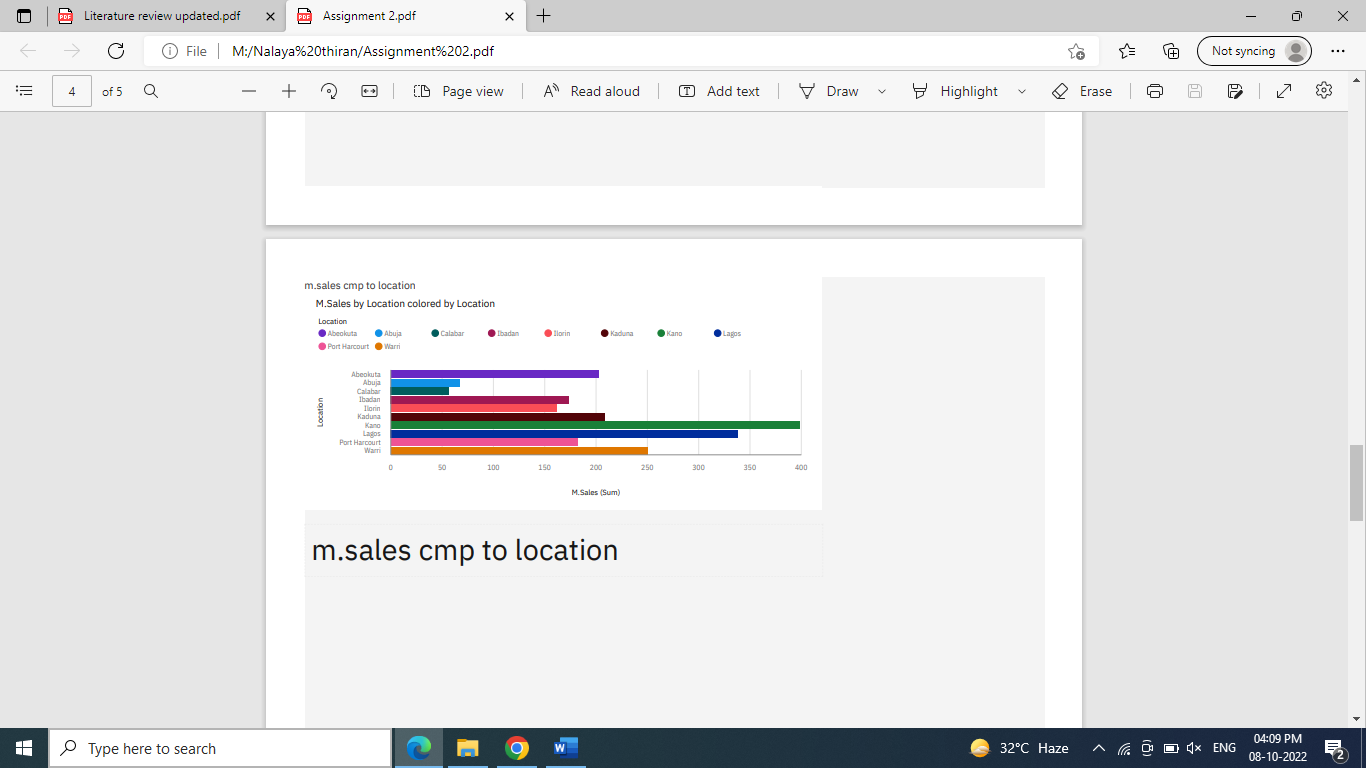 Literature review updated.pdf
Assignment 2.pdf
File
M:/Nalaya%20thiran/Assignment%202.pdf
Not syncing
4 of 5
Page view
Read aloud
Add text
Draw
Highlight
Erase
m.sales cmp to location
M.Sales by Location colored by Location
Location
Abeokuta Abuja Calabar Ibadan Ilorin Kaduna Kano Lagos
Port Harcourt Warri
Location
Abeokuta
Abuja
Calabar
Ibadan
Ilorin
Kaduna
Kano
Lagos
Port Harcourt
Warri
0 50 100 150 200 250 300 350 400
M.Sales (Sum)
m.sales cmp to location
Type here to search
32°C Haze
ENG
04:09 PM
08-10-2022
2